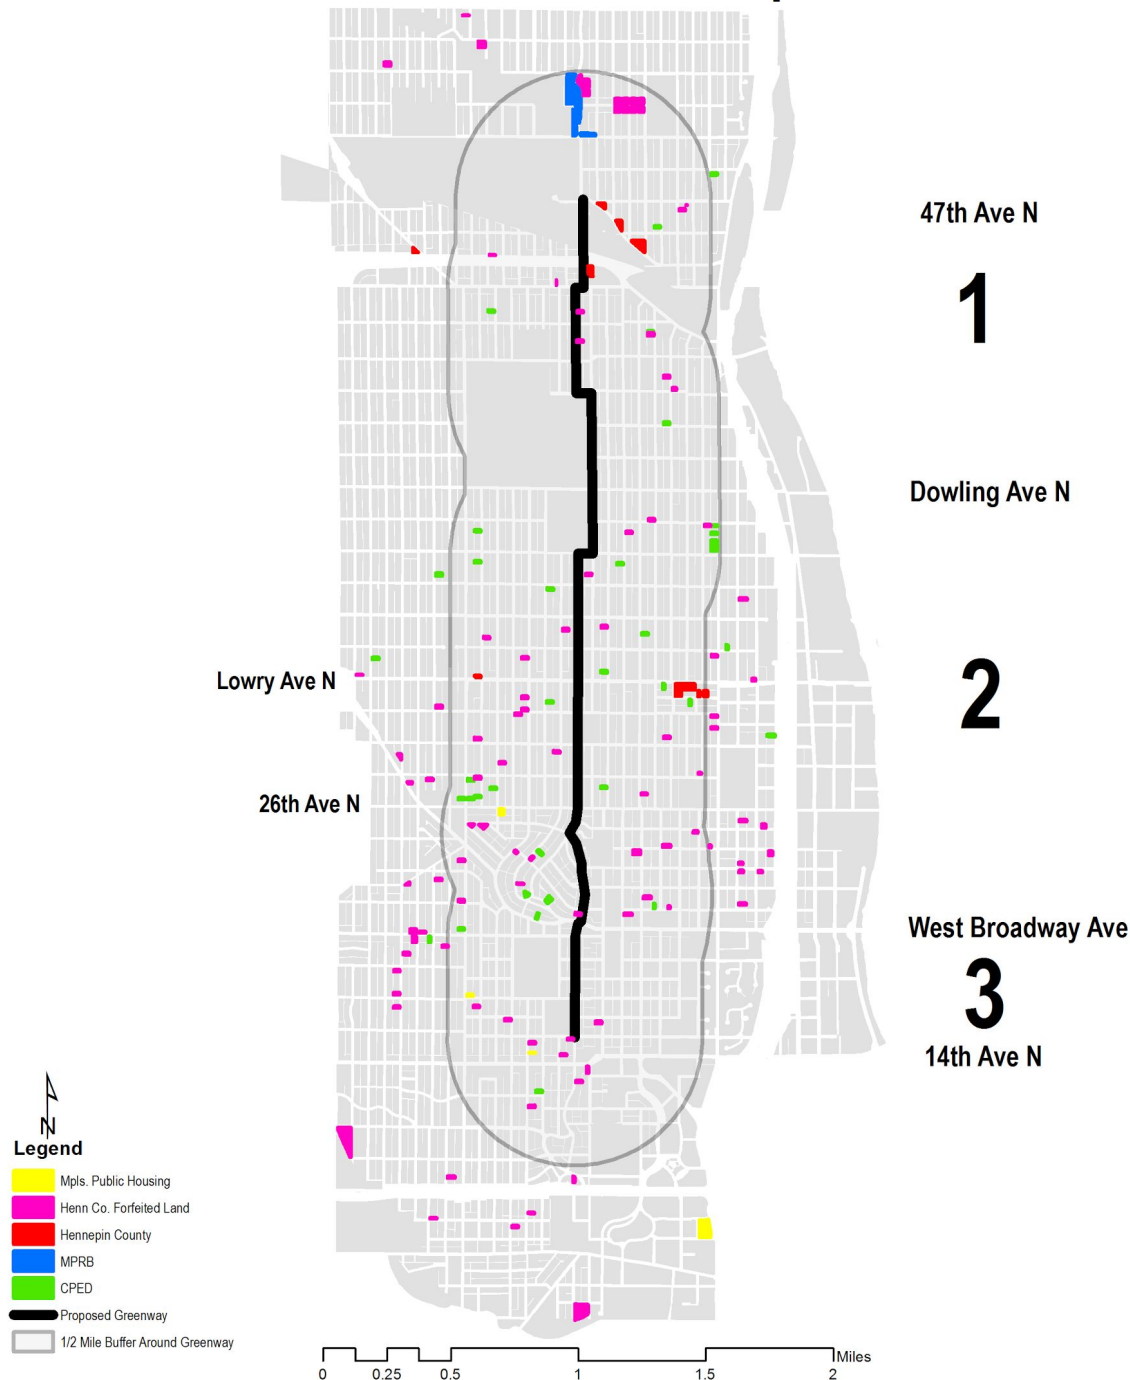 47th Ave N
1
Dowling Ave N
Lowry Ave N
2
26th Ave N
West Broadway Ave
3
14th Ave N
N
Legend
Mpls. Public Housing
Henn Co. Forfeited Land
Hennepin County
MPRB
CPED
Proposed Greenway
1/2 Mile Buffer Around Greenway
Miles
0 0.25 0.5 1 1.5 2